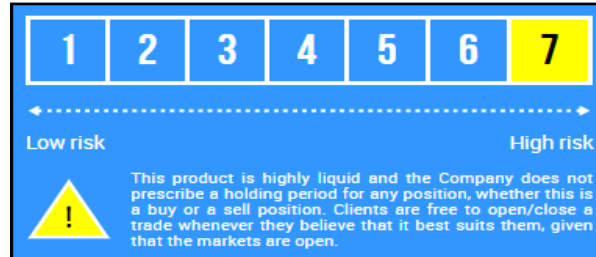 1 2 3 4 5 6 7
Low risk High risk
This product is highly liquid and the Company does not
prescribe a holding period for any position, whether this is
a buy or a sell position. Clients are free to open/close a
trade whenever they believe that it best suits them, given
that the markets are open.
!